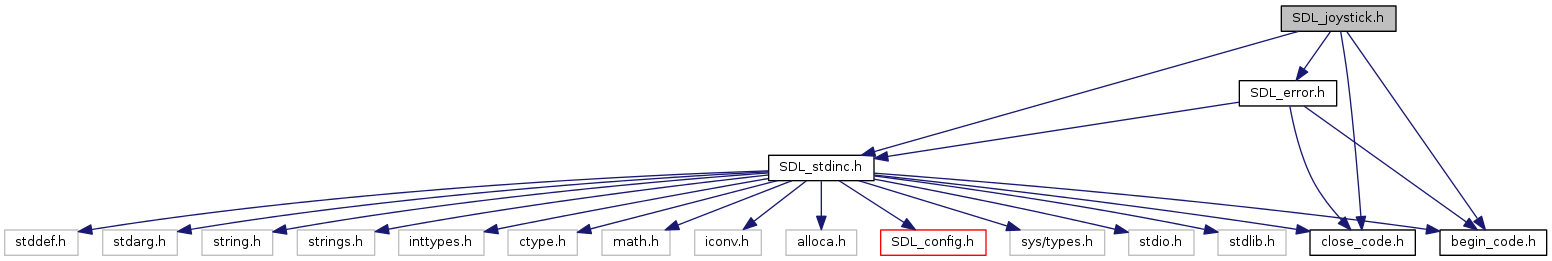 SDL_joystick.h
SDL_error.h
SDL_stdinc.h
stddef.h
stdarg.h
string.h
strings.h
inttypes.h
ctype.h
math.h
iconv.h
alloca.h
SDL_config.h
sys/types.h
stdio.h
stdlib.h
close_code.h
begin_code.h